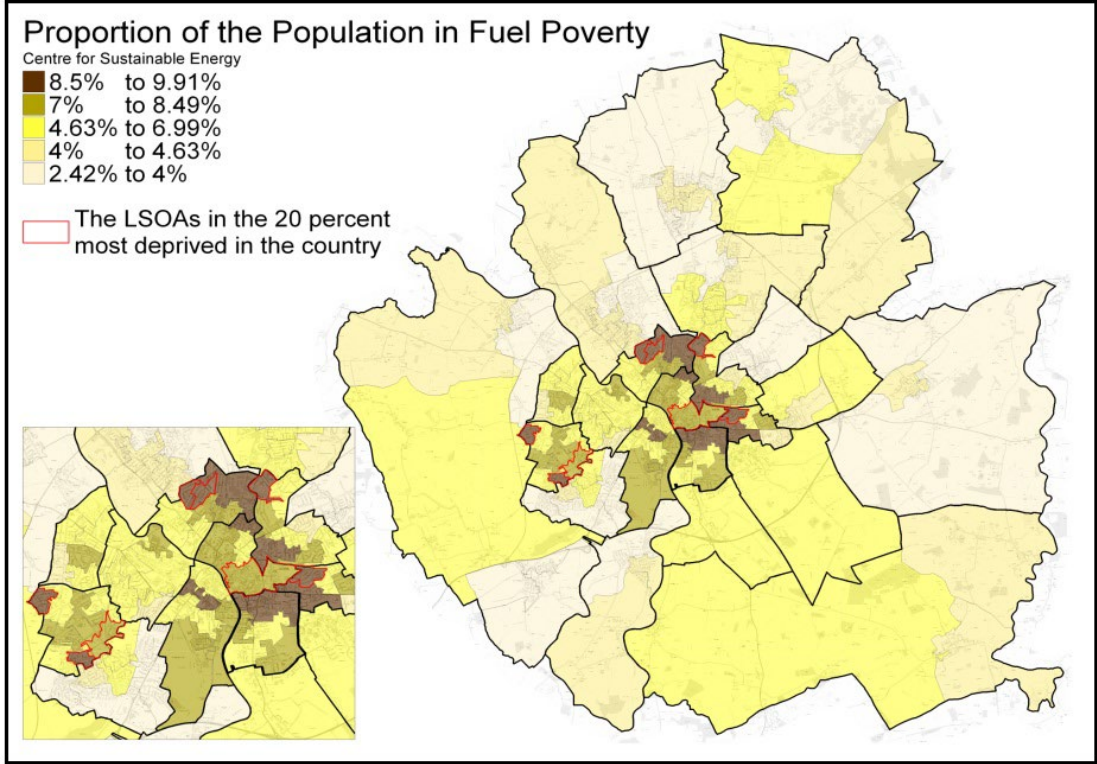 Proportion of the Population in Fuel Poverty
Centre for Sustainable Energy
8.5% to 9.91%
7% to 8.49%
4.63% to 6.99%
4% to 4.63%
2.42% to 4%
The LSOAs in the 20 percent
most deprived in the country